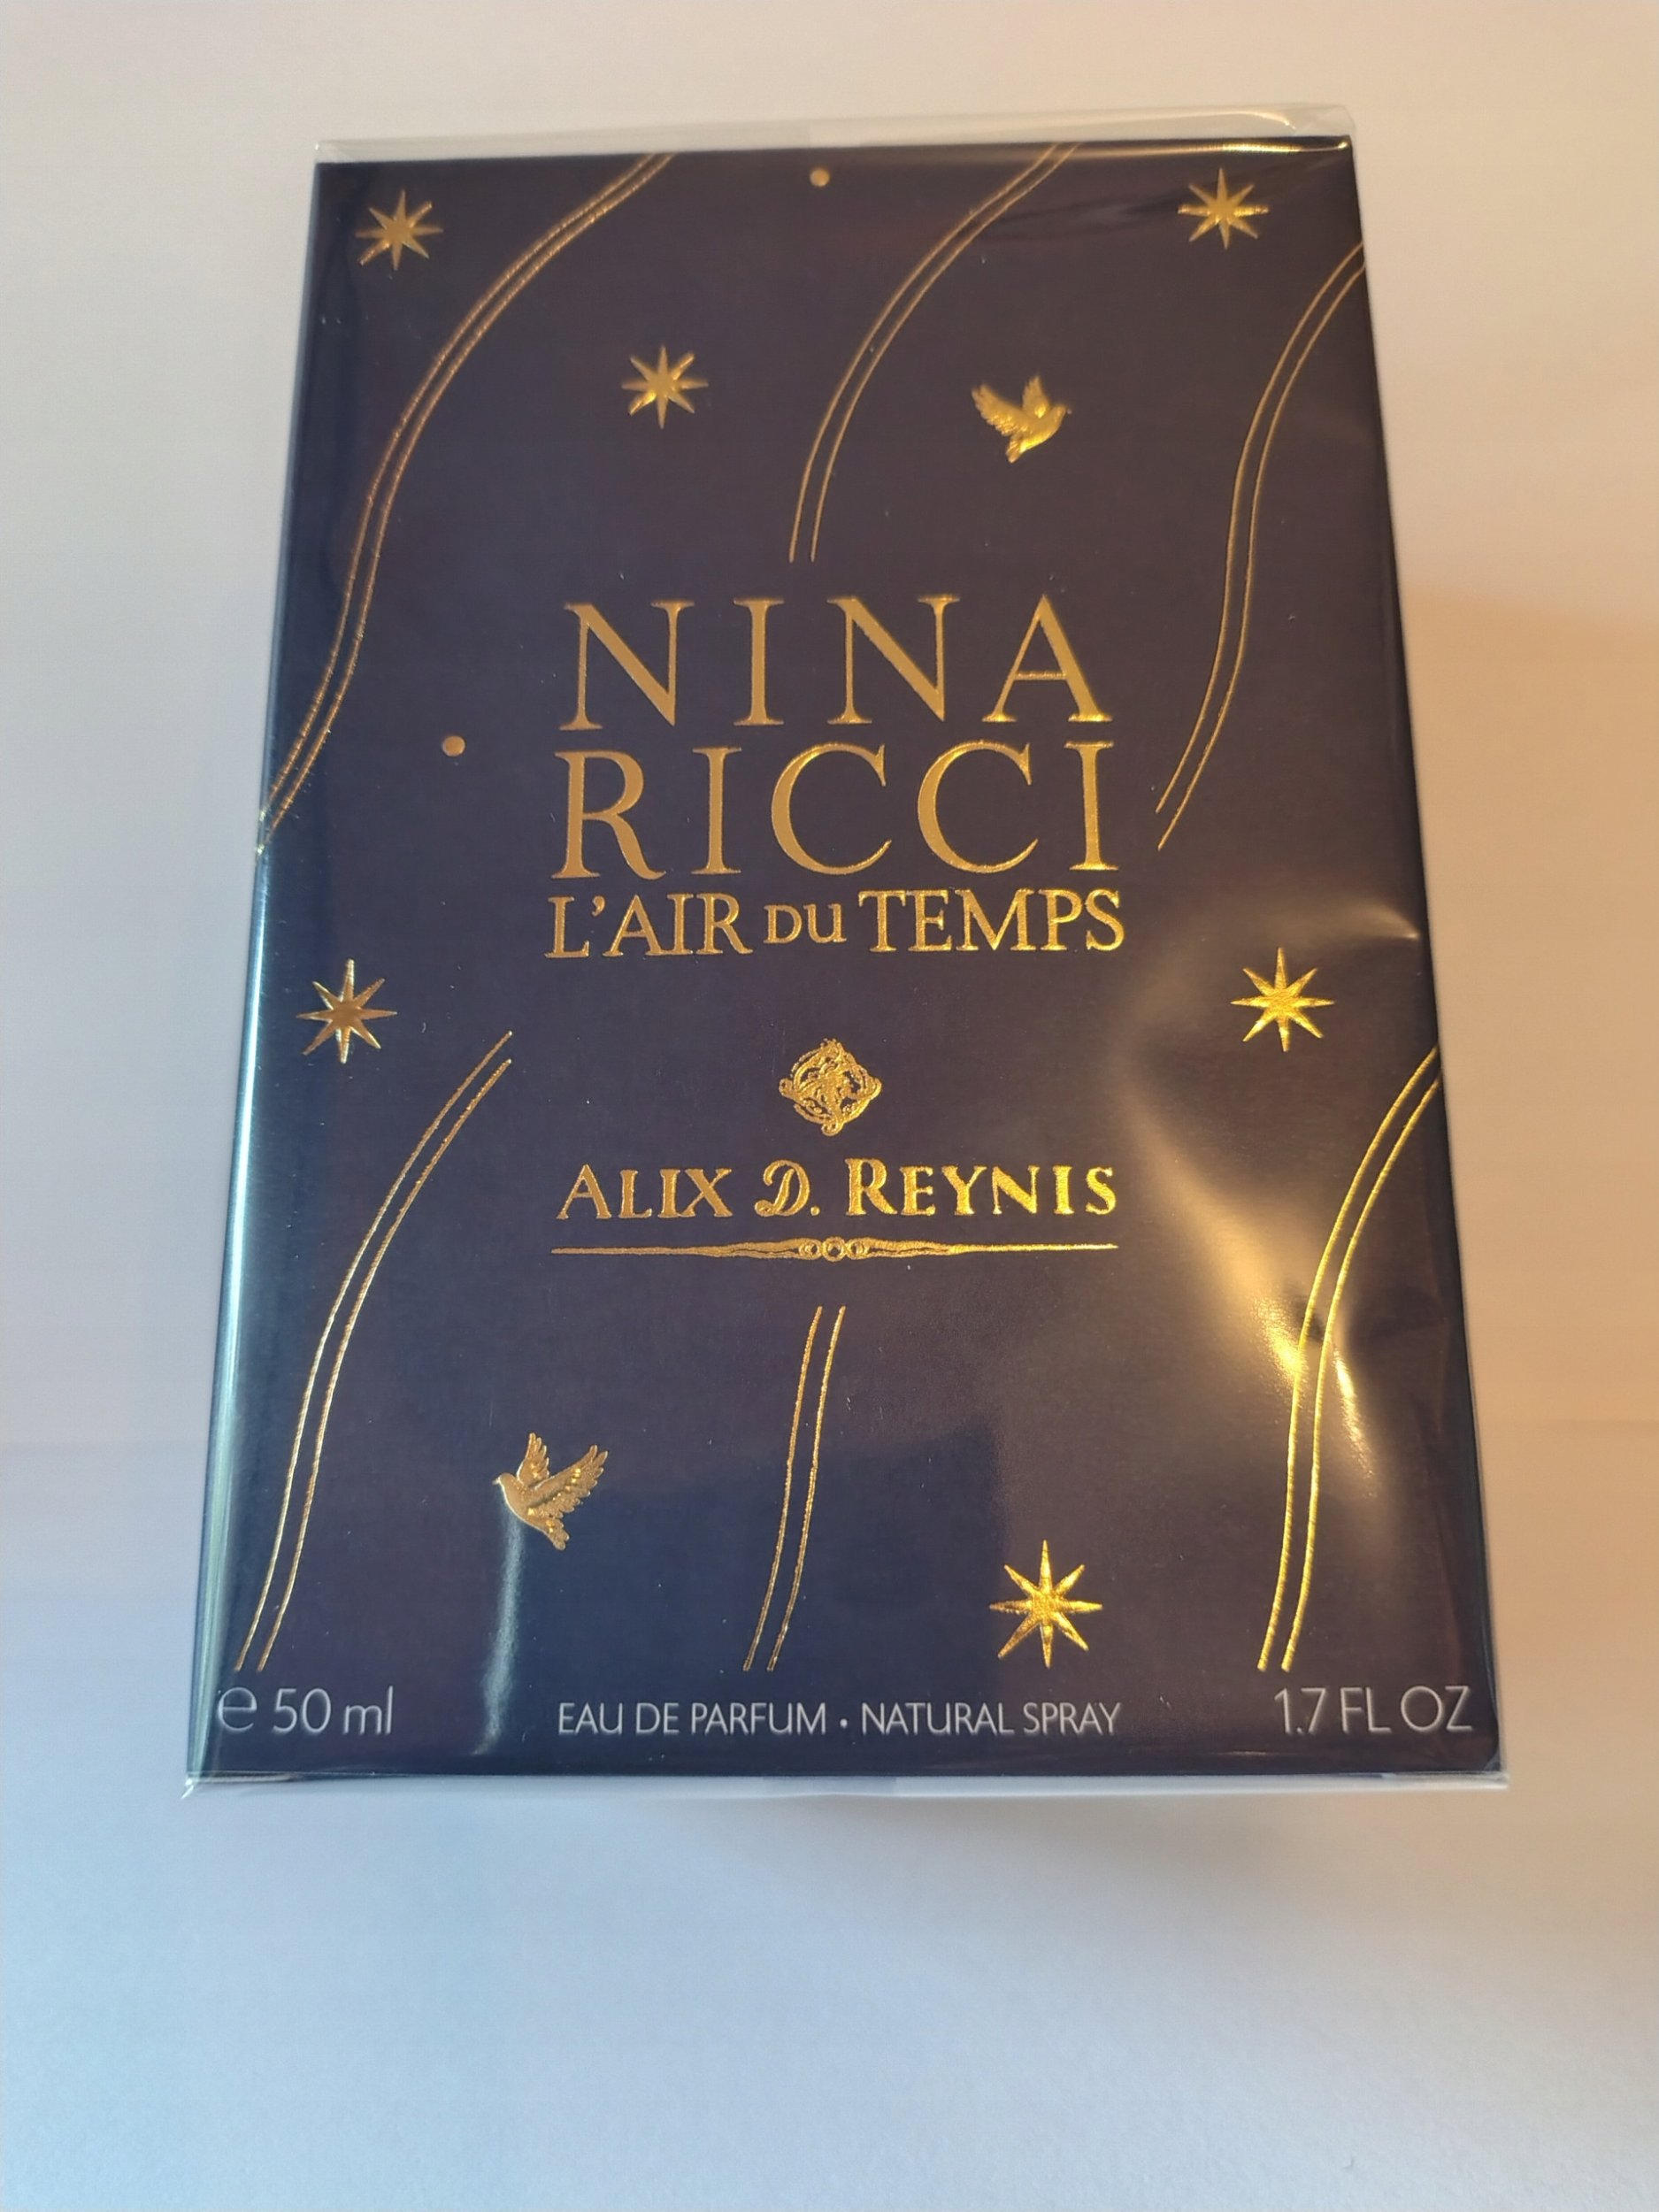 NINA
RICCI
L'AIR DU TEMPS
ALIX D. REYNIS
℮ 50 ml
EAU DE PARFUM • NATURAL SPRAY
1.7 FL OZ